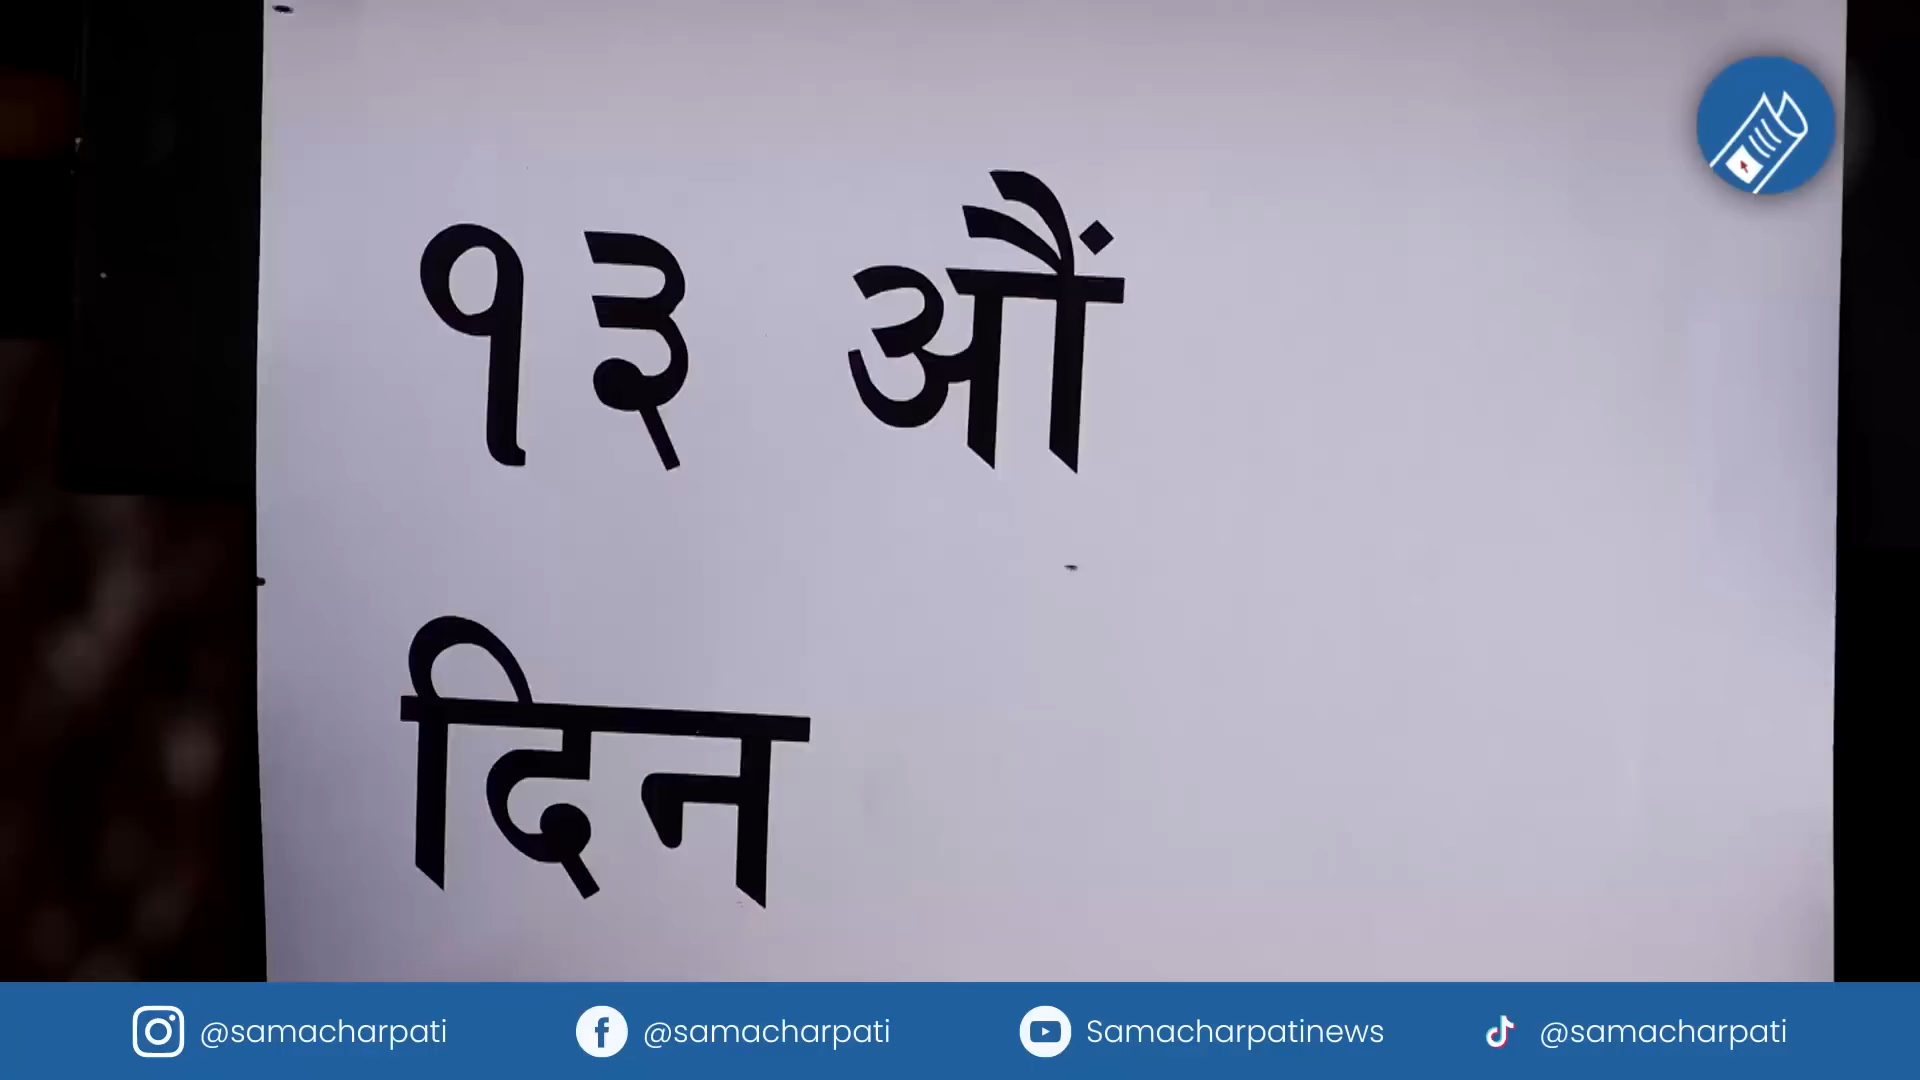 १३ औं
दिन
@samacharpati
@samacharpati
Samacharpatinews
@samacharpati